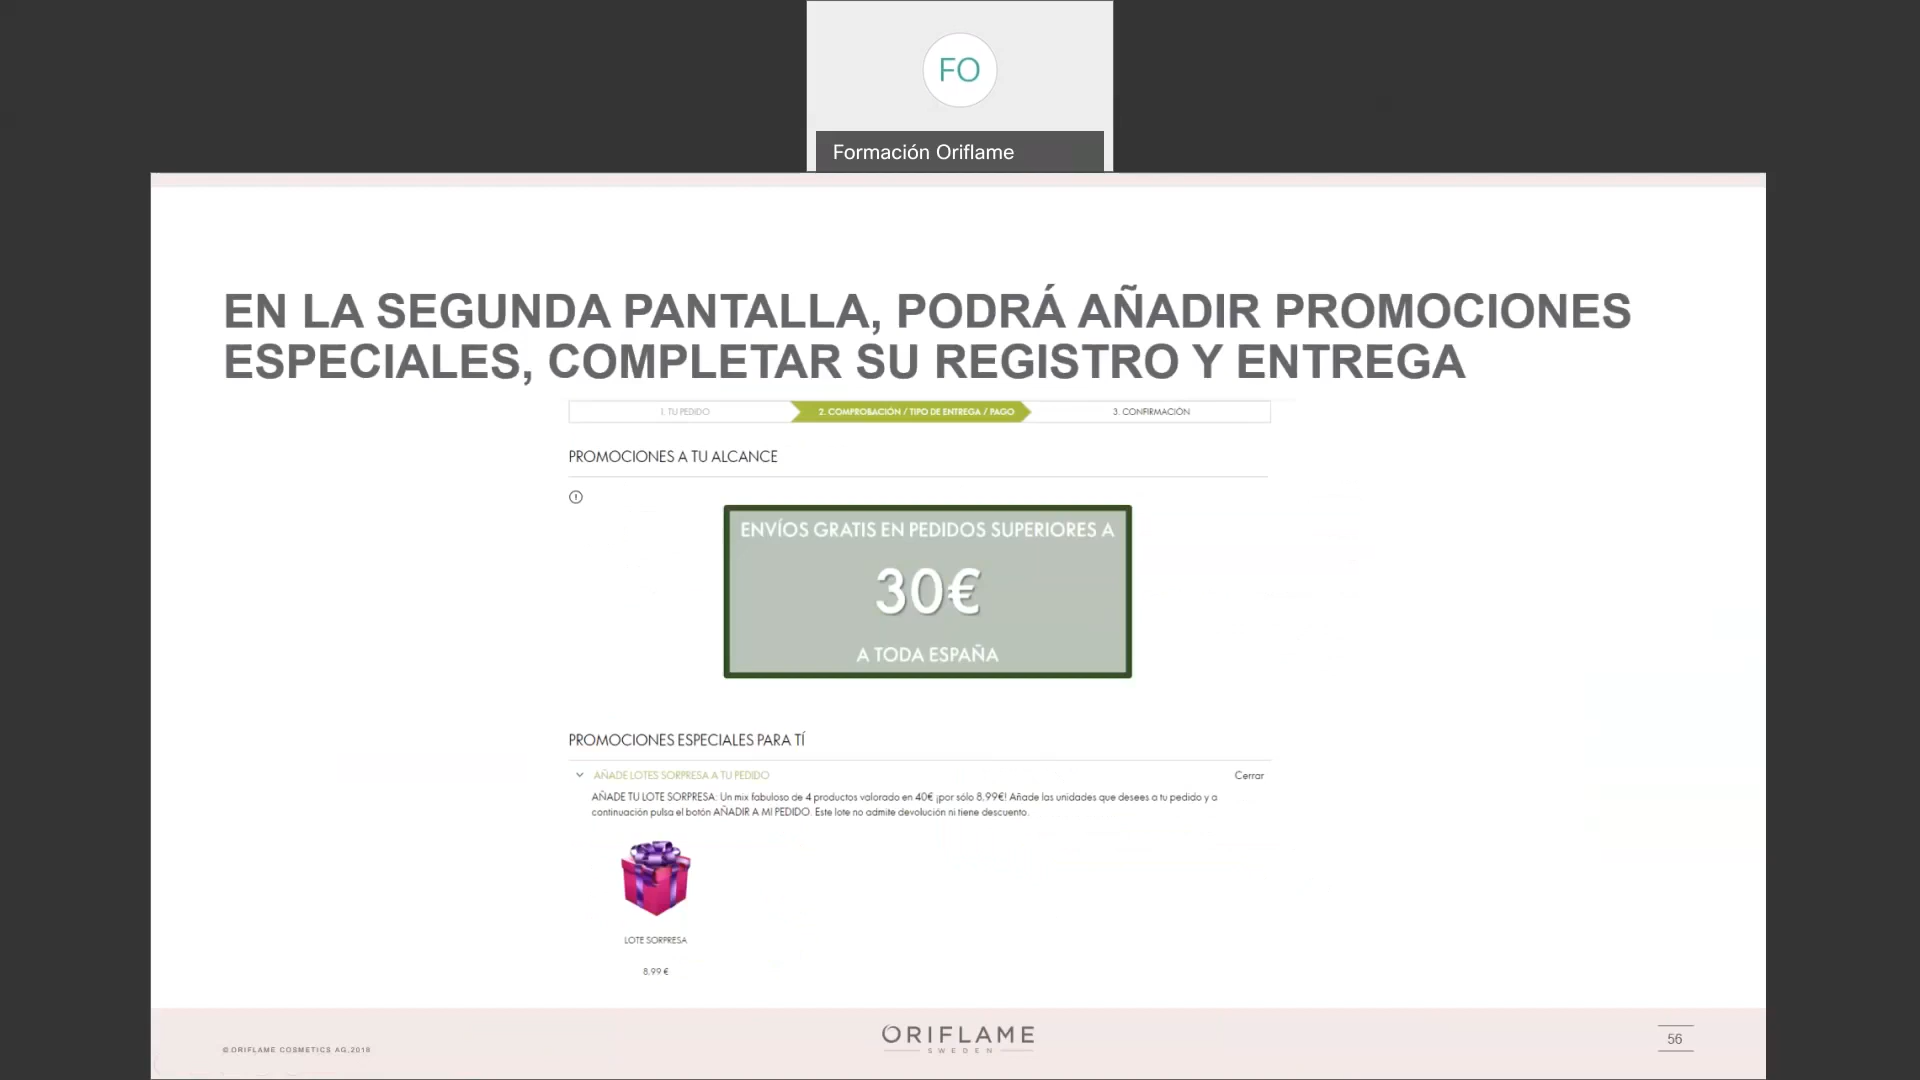 FO
Formación Oriflame
EN LA SEGUNDA PANTALLA, PODRÁ AÑADIR PROMOCIONES
ESPECIALES, COMPLETAR SU REGISTRO Y ENTREGA
1. TU PEDIDO
2. COMPROBACIÓN / TIPO DE ENTREGA / PAGO
3. CONFIRMACIÓN
PROMOCIONES A TU ALCANCE
ENVÍOS GRATIS EN PEDIDOS SUPERIORES A
30€
A TODA ESPAÑA
PROMOCIONES ESPECIALES PARA TÍ
AÑADE LOTES SORPRESA A TU PEDIDO
Cerrar
AÑADE TU LOTE SORPRESA: Un mix fabuloso de 4 productos valorado en 40€ ¡por sólo 8,99€! Añade las unidades que desees a tu pedido y a
continuación pulsa el botón AÑADIR A MI PEDIDO. Este lote no admite devolución ni tiene descuento.
LOTE SORPRESA
8,99 €
© ORIFLAME COSMETICS AG, 2018
ORIFLAME
SWEDEN
56